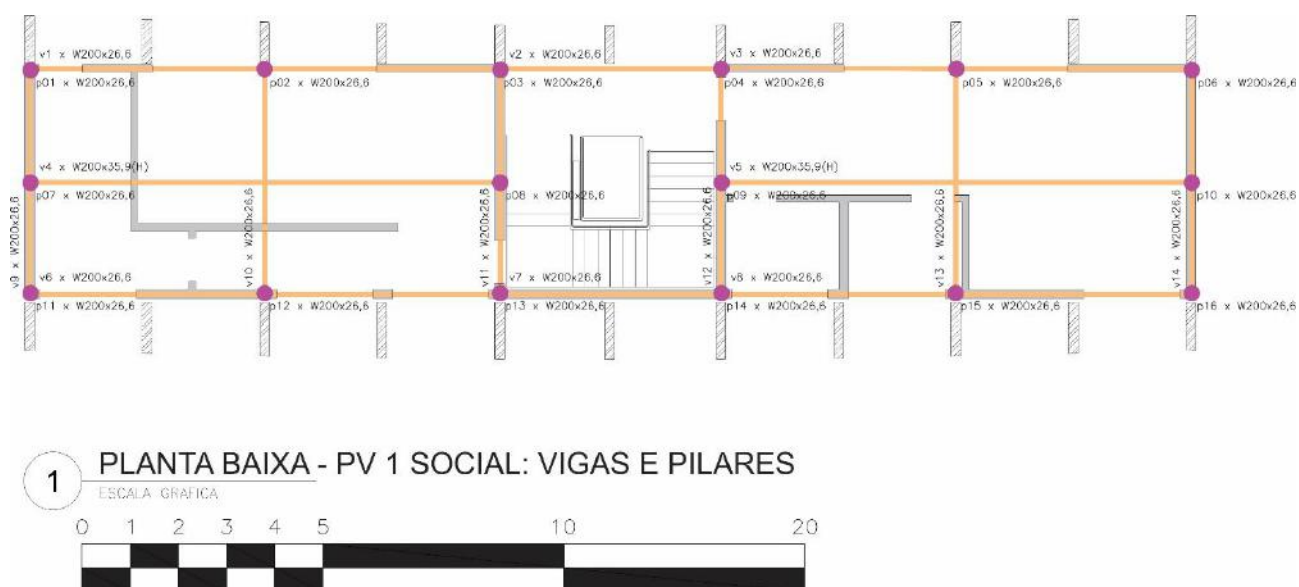 v1 x W200x26,6
v2 x W200x26,6
v3 x W200x26,6
p01 x W200x26,6
p02 x W200x26,6
p03 x W200x26,6
p04 x W200x26,6
p05 x W200x26,6
p06 x W200x26,6
v4 x W200x35,9(H)
v5 x W200x35,9(H)
p07 x W200x26,6
p08 x W200x26,6
p09 x W200x26,6
p10 x W200x26,6
v9 x W200x26,6
v10 x W200x26,6
v11 x W200x26,6
v12 x W200x26,6
v13 x W200x26,6
v14 x W200x26,6
v6 x W200x26,6
v7 x W200x26,6
v8 x W200x26,6
p11 x W200x26,6
p12 x W200x26,6
p13 x W200x26,6
p14 x W200x26,6
p15 x W200x26,6
p16 x W200x26,6
1
PLANTA BAIXA - PV 1 SOCIAL: VIGAS E PILARES
ESCALA GRAFICA
0 1 2 3 4 5 10 20